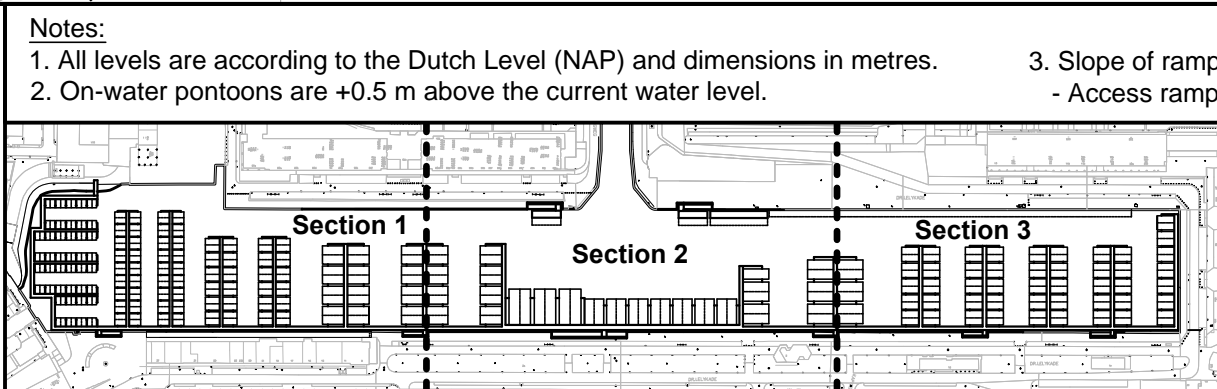 Notes:
1. All levels are according to the Dutch Level (NAP) and dimensions in metres.
2. On-water pontoons are +0.5 m above the current water level.
3. Slope of ramp
- Access ramp
Section 1
Section 2
Section 3